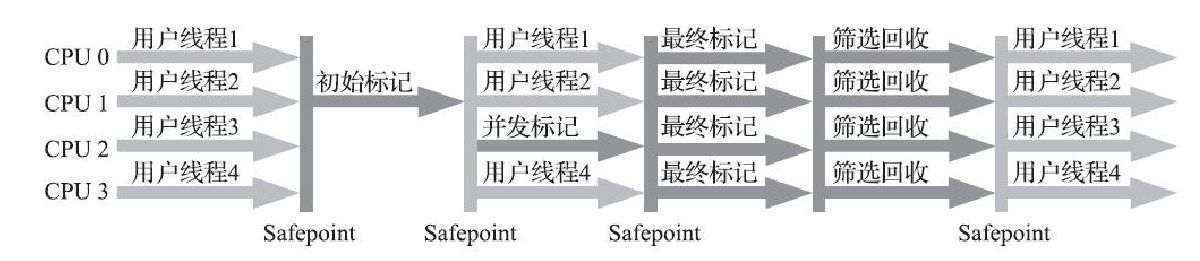 CPU 0 用户线程1 用户线程1 最终标记 筛选回收 用户线程1
CPU 1 用户线程2 初始标记 用户线程2 最终标记 筛选回收 用户线程2
CPU 2 用户线程3 并发标记 最终标记 筛选回收 用户线程3
CPU 3 用户线程4 用户线程4 最终标记 筛选回收 用户线程4
Safepoint Safepoint Safepoint Safepoint